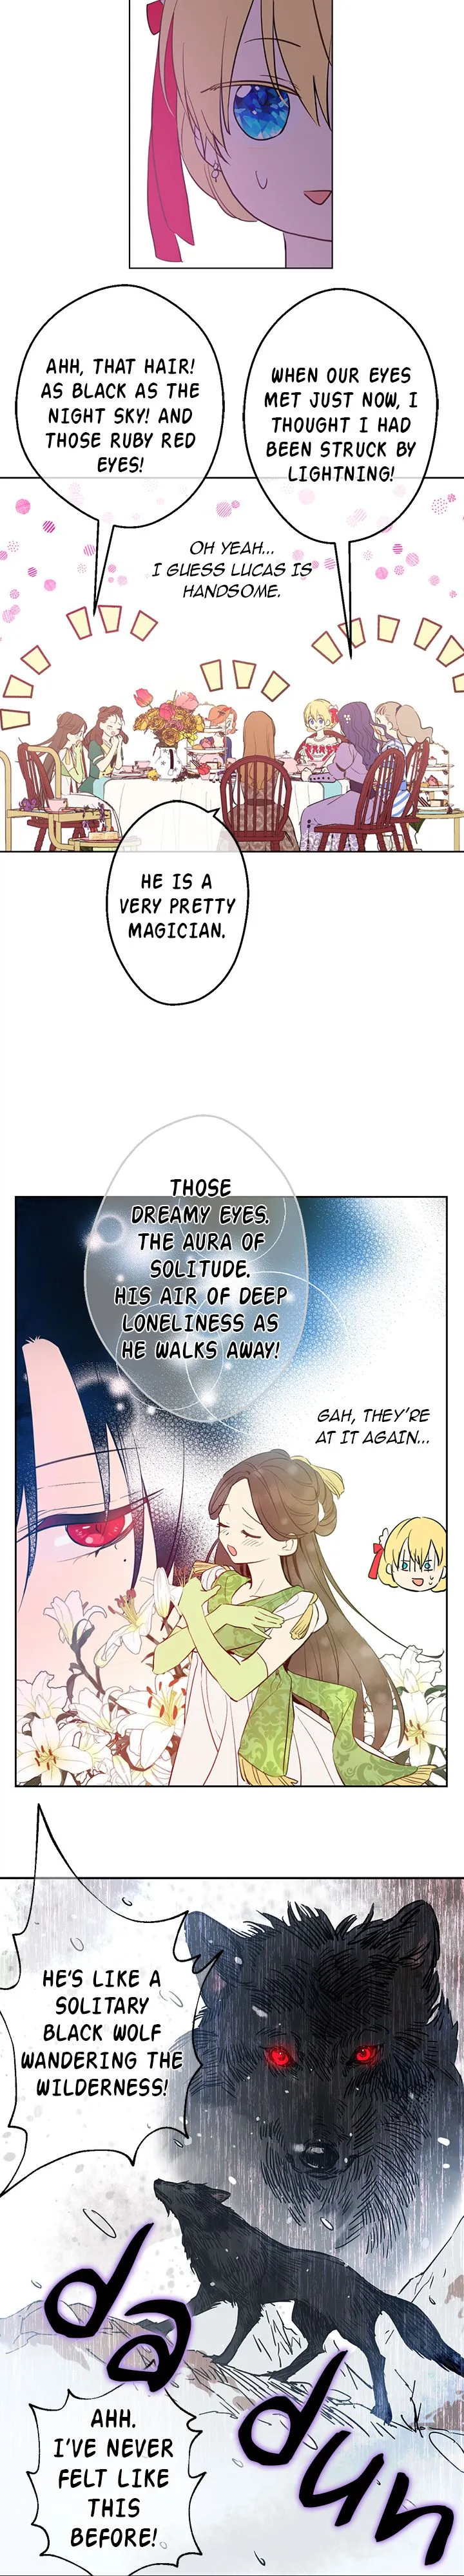 AHH, THAT HAIR!
AS BLACK AS THE
NIGHT SKY! AND
THOSE RUBY RED
EYES!
WHEN OUR EYES
MET JUST NOW, I
THOUGHT I HAD
BEEN STRUCK BY
LIGHTNING!
OH YEAH...
I GUESS LUCAS IS
HANDSOME.
HE IS A
VERY PRETTY
MAGICIAN.
THOSE
DREAMY EYES.
THE AURA OF
SOLITUDE.
HIS AIR OF DEEP
LONELINESS AS
HE WALKS AWAY!
GAH, THEY'RE
AT IT AGAIN...
HE'S LIKE A
SOLITARY
BLACK WOLF
WANDERING THE
WILDERNESS!
da
dun
AHH.
I'VE NEVER
FELT LIKE
THIS
BEFORE!